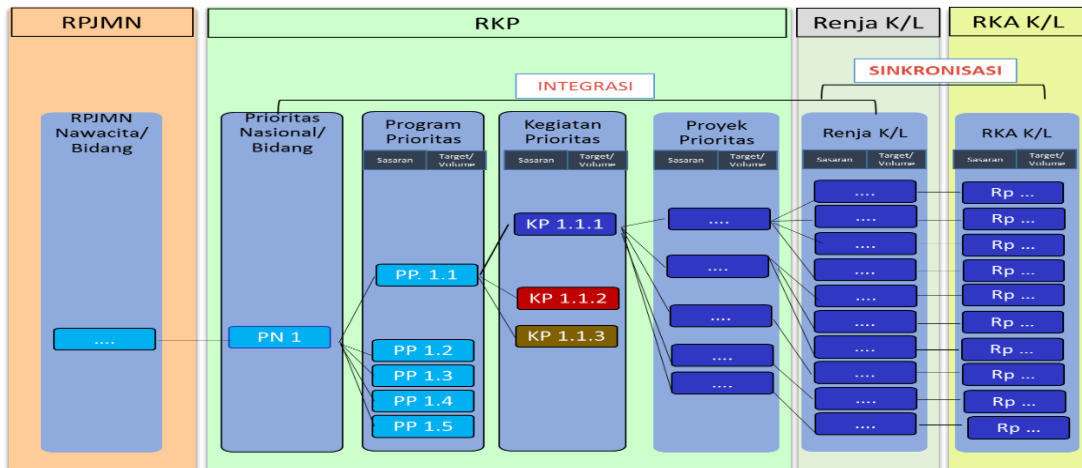 RPJMN
RKP
Renja K/L
RKA K/L
INTEGRASI
SINKRONISASI
RPJMN
Nawacita/
Bidang
....
Prioritas
Nasional/
Bidang
PN 1
Program
Prioritas
Sasaran
Target/
Volume
PP. 1.1
PP 1.2
PP 1.3
PP 1.4
PP 1.5
Kegiatan
Prioritas
Sasaran
Target/
Volume
KP 1.1.1
KP 1.1.2
KP 1.1.3
Proyek
Prioritas
Sasaran
Target/
Volume
....
....
....
....
....
Renja K/L
Sasaran
Target/
Volume
....
....
....
....
....
....
....
....
....
....
RKA K/L
Sasaran
Target/
Volume
Rp ...
Rp ...
Rp ...
Rp ...
Rp ...
Rp ...
Rp ...
Rp ...
Rp ...
Rp ...